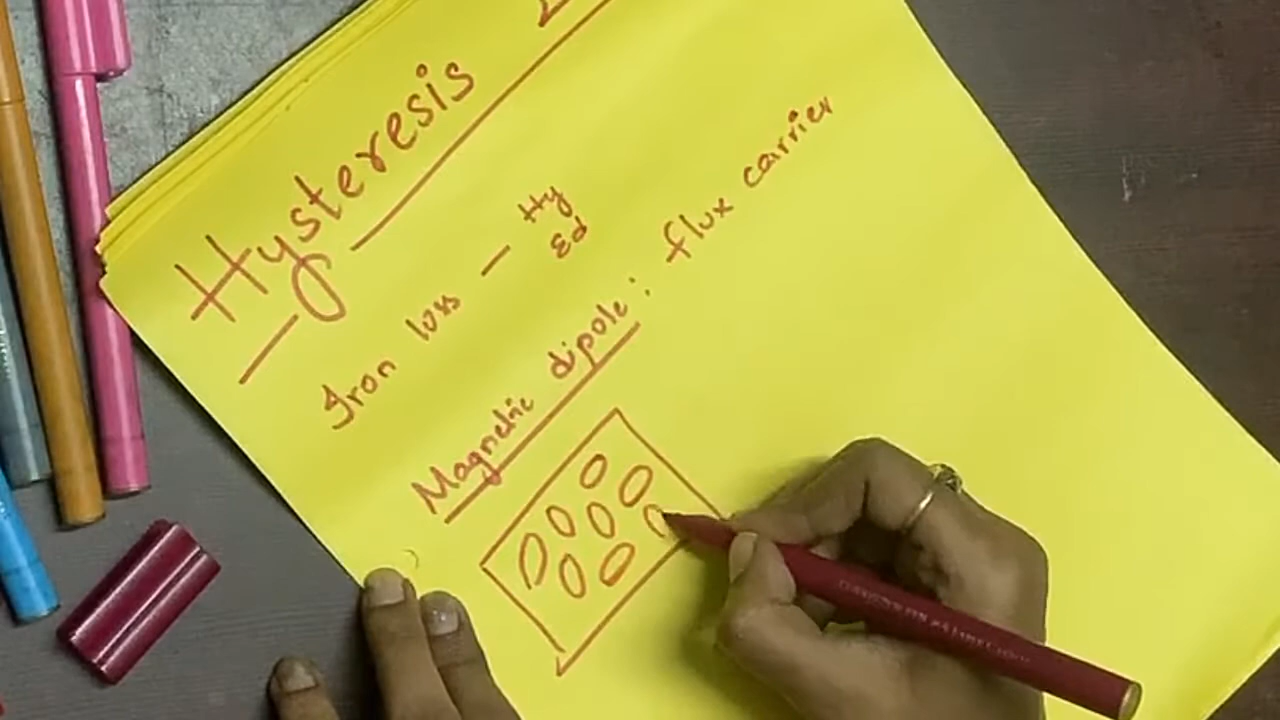 Hysteresis
Iron loss — Hy
Ed
Magnetic dipole : flux carrier